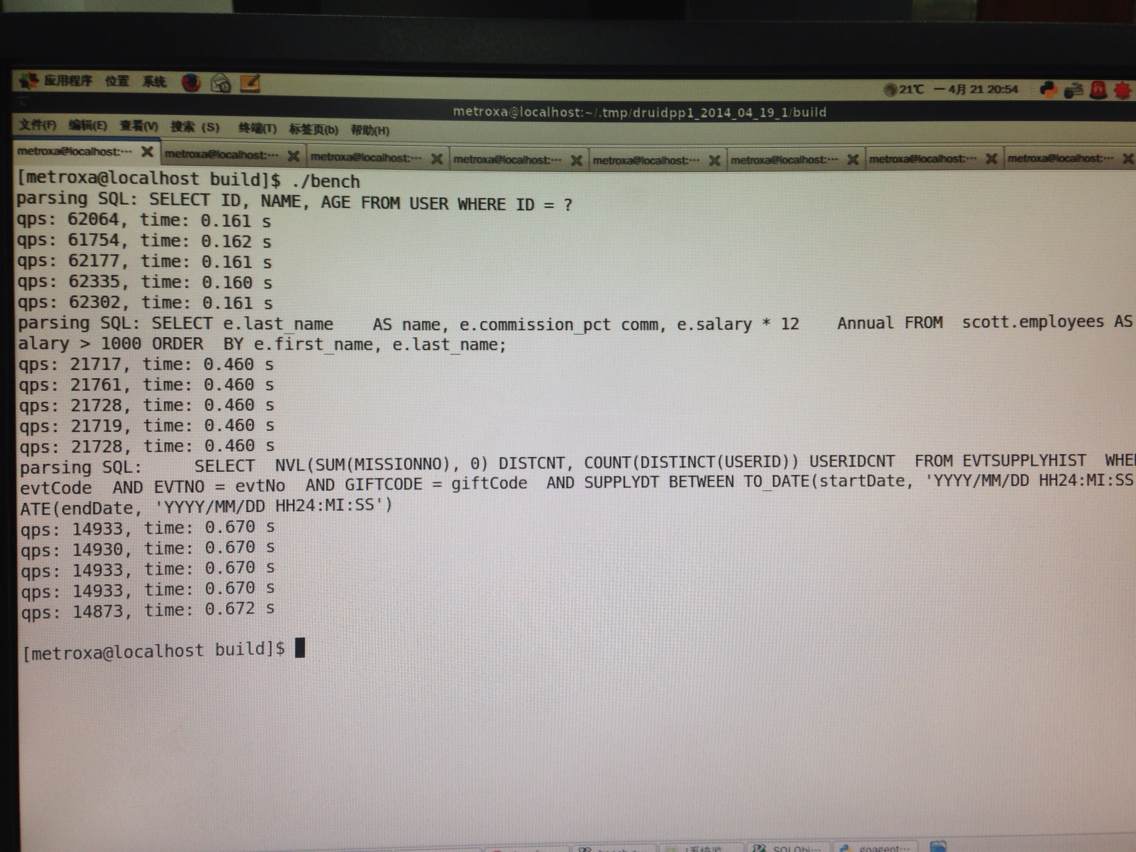 应用程序 位置 系统 21℃ 一 4月 21 20:54
metroxa@localhost:~/.tmp/druidpp1_2014_04_19_1/build
文件(F) 编辑(E) 查看(V) 搜索 (S) 终端(T) 标签页(b) 帮助(H)
metroxa@localhost:··· metroxa@localhost:··· metroxa@localhost:··· metroxa@localhost:··· metroxa@localhost:··· metroxa@localhost:··· metroxa@localhost:··· metroxa@localhost:···
[metroxa@localhost build]$ ./bench
parsing SQL: SELECT ID, NAME, AGE FROM USER WHERE ID = ?
qps: 62064, time: 0.161 s
qps: 61754, time: 0.162 s
qps: 62177, time: 0.161 s
qps: 62335, time: 0.160 s
qps: 62302, time: 0.161 s
parsing SQL: SELECT e.last_name    AS name, e.commission_pct comm, e.salary * 12    Annual FROM  scott.employees AS
alary > 1000 ORDER  BY e.first_name, e.last_name;
qps: 21717, time: 0.460 s
qps: 21761, time: 0.460 s
qps: 21728, time: 0.460 s
qps: 21719, time: 0.460 s
qps: 21728, time: 0.460 s
parsing SQL:     SELECT  NVL(SUM(MISSIONNO), 0) DISTCNT, COUNT(DISTINCT(USERID)) USERIDCNT  FROM EVTSUPPLYHIST  WHE
evtCode  AND EVTNO = evtNo  AND GIFTCODE = giftCode  AND SUPPLYDT BETWEEN TO_DATE(startDate, 'YYYY/MM/DD HH24:MI:SS
ATE(endDate, 'YYYY/MM/DD HH24:MI:SS')
qps: 14933, time: 0.670 s
qps: 14930, time: 0.670 s
qps: 14933, time: 0.670 s
qps: 14933, time: 0.670 s
qps: 14873, time: 0.672 s
[metroxa@localhost build]$